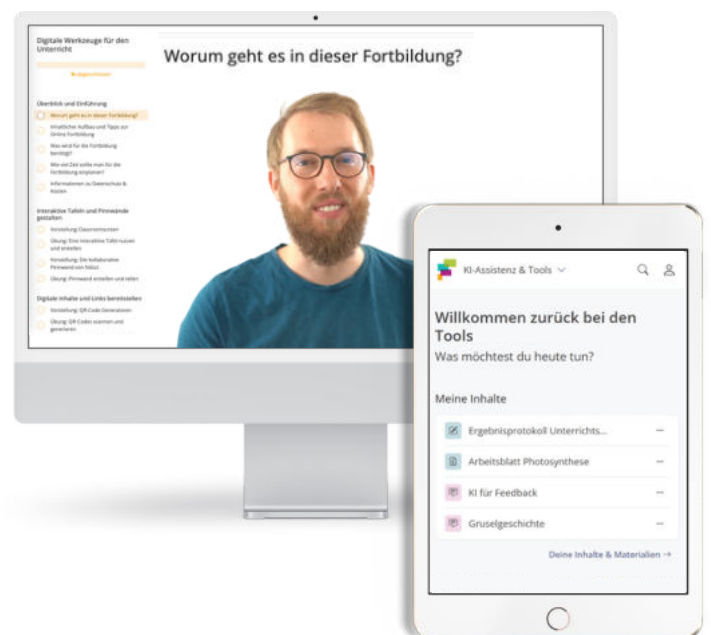 Digitale Werkzeuge für den
Unterricht
Worum geht es in dieser Fortbildung?
Überblick und Einführung
Worum geht es in dieser Fortbildung?
Inhaltlicher Aufbau und Tipps zur
Online Fortbildung
Was wird für die Fortbildung
benötigt?
Wie viel Zeit sollte man für die
Fortbildung einplanen?
Informationen zu Datenschutz &
Kosten
Interaktive Tafeln und Pinnwände
gestalten
Vorstellung Classroomscreen
Übung: Eine interaktive Tafel nutzen
und erstellen
Vorstellung: Die kollaborative
Pinnwand von
Übung: Pinnwand erstellen und teilen
Digitale Inhalte und Links bereitstellen
Vorstellung: QR-Code Generatoren
Übung: QR Codes scannen und
generieren
KI-Assistenz & Tools
Willkommen zurück bei den
Tools
Was möchtest du heute tun?
Meine Inhalte
Ergebnisprotokoll Unterrichts...
Arbeitsblatt Photosynthese
KI für Feedback
Gruselgeschichte
Deine Inhalte & Materialien →